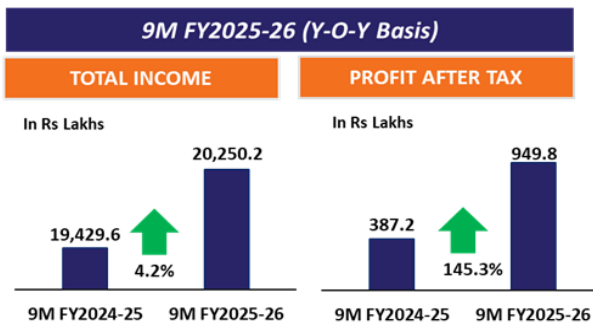 9M FY2025-26 (Y-O-Y Basis)
TOTAL INCOME
In Rs Lakhs
19,429.6
4.2%
20,250.2
9M FY2024-25
9M FY2025-26
PROFIT AFTER TAX
In Rs Lakhs
387.2
145.3%
949.8
9M FY2024-25
9M FY2025-26